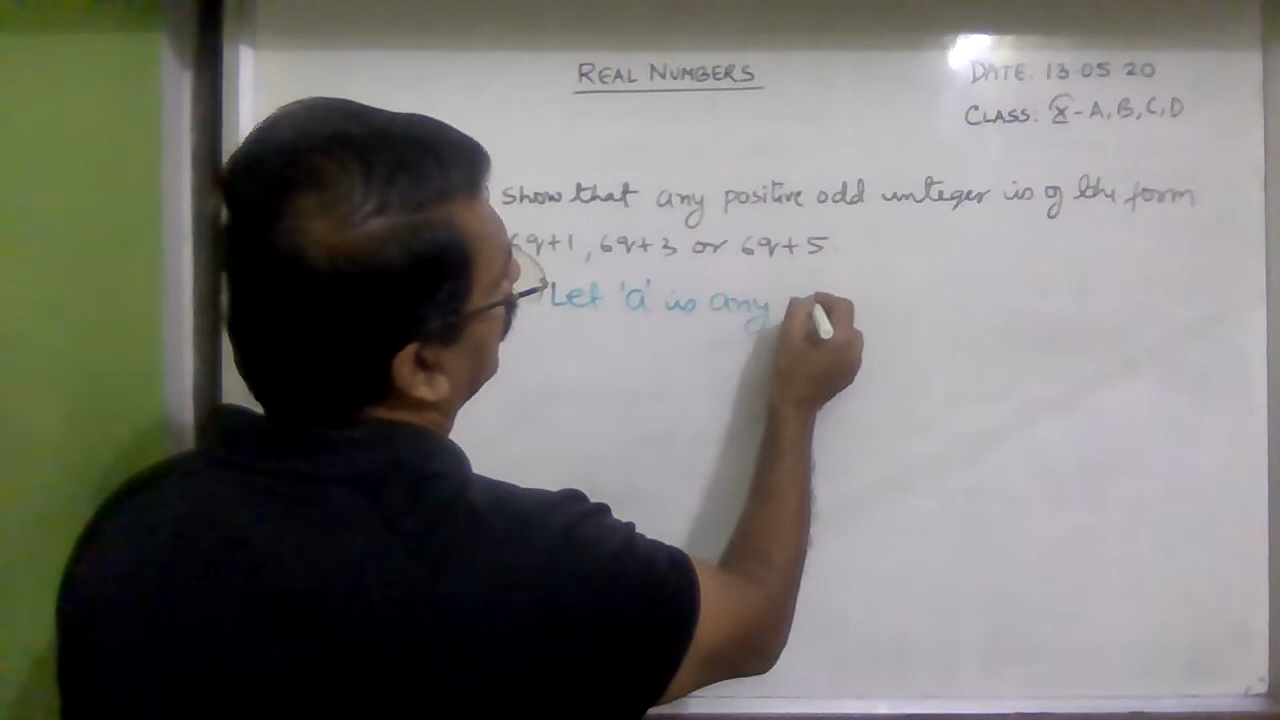 REAL NUMBERS
DATE: 13.05 20
CLASS: X-A, B, C, D
Show that any positive odd integer is of the form
6q+1, 6q+3 or 6q+5.
Let 'a' is any